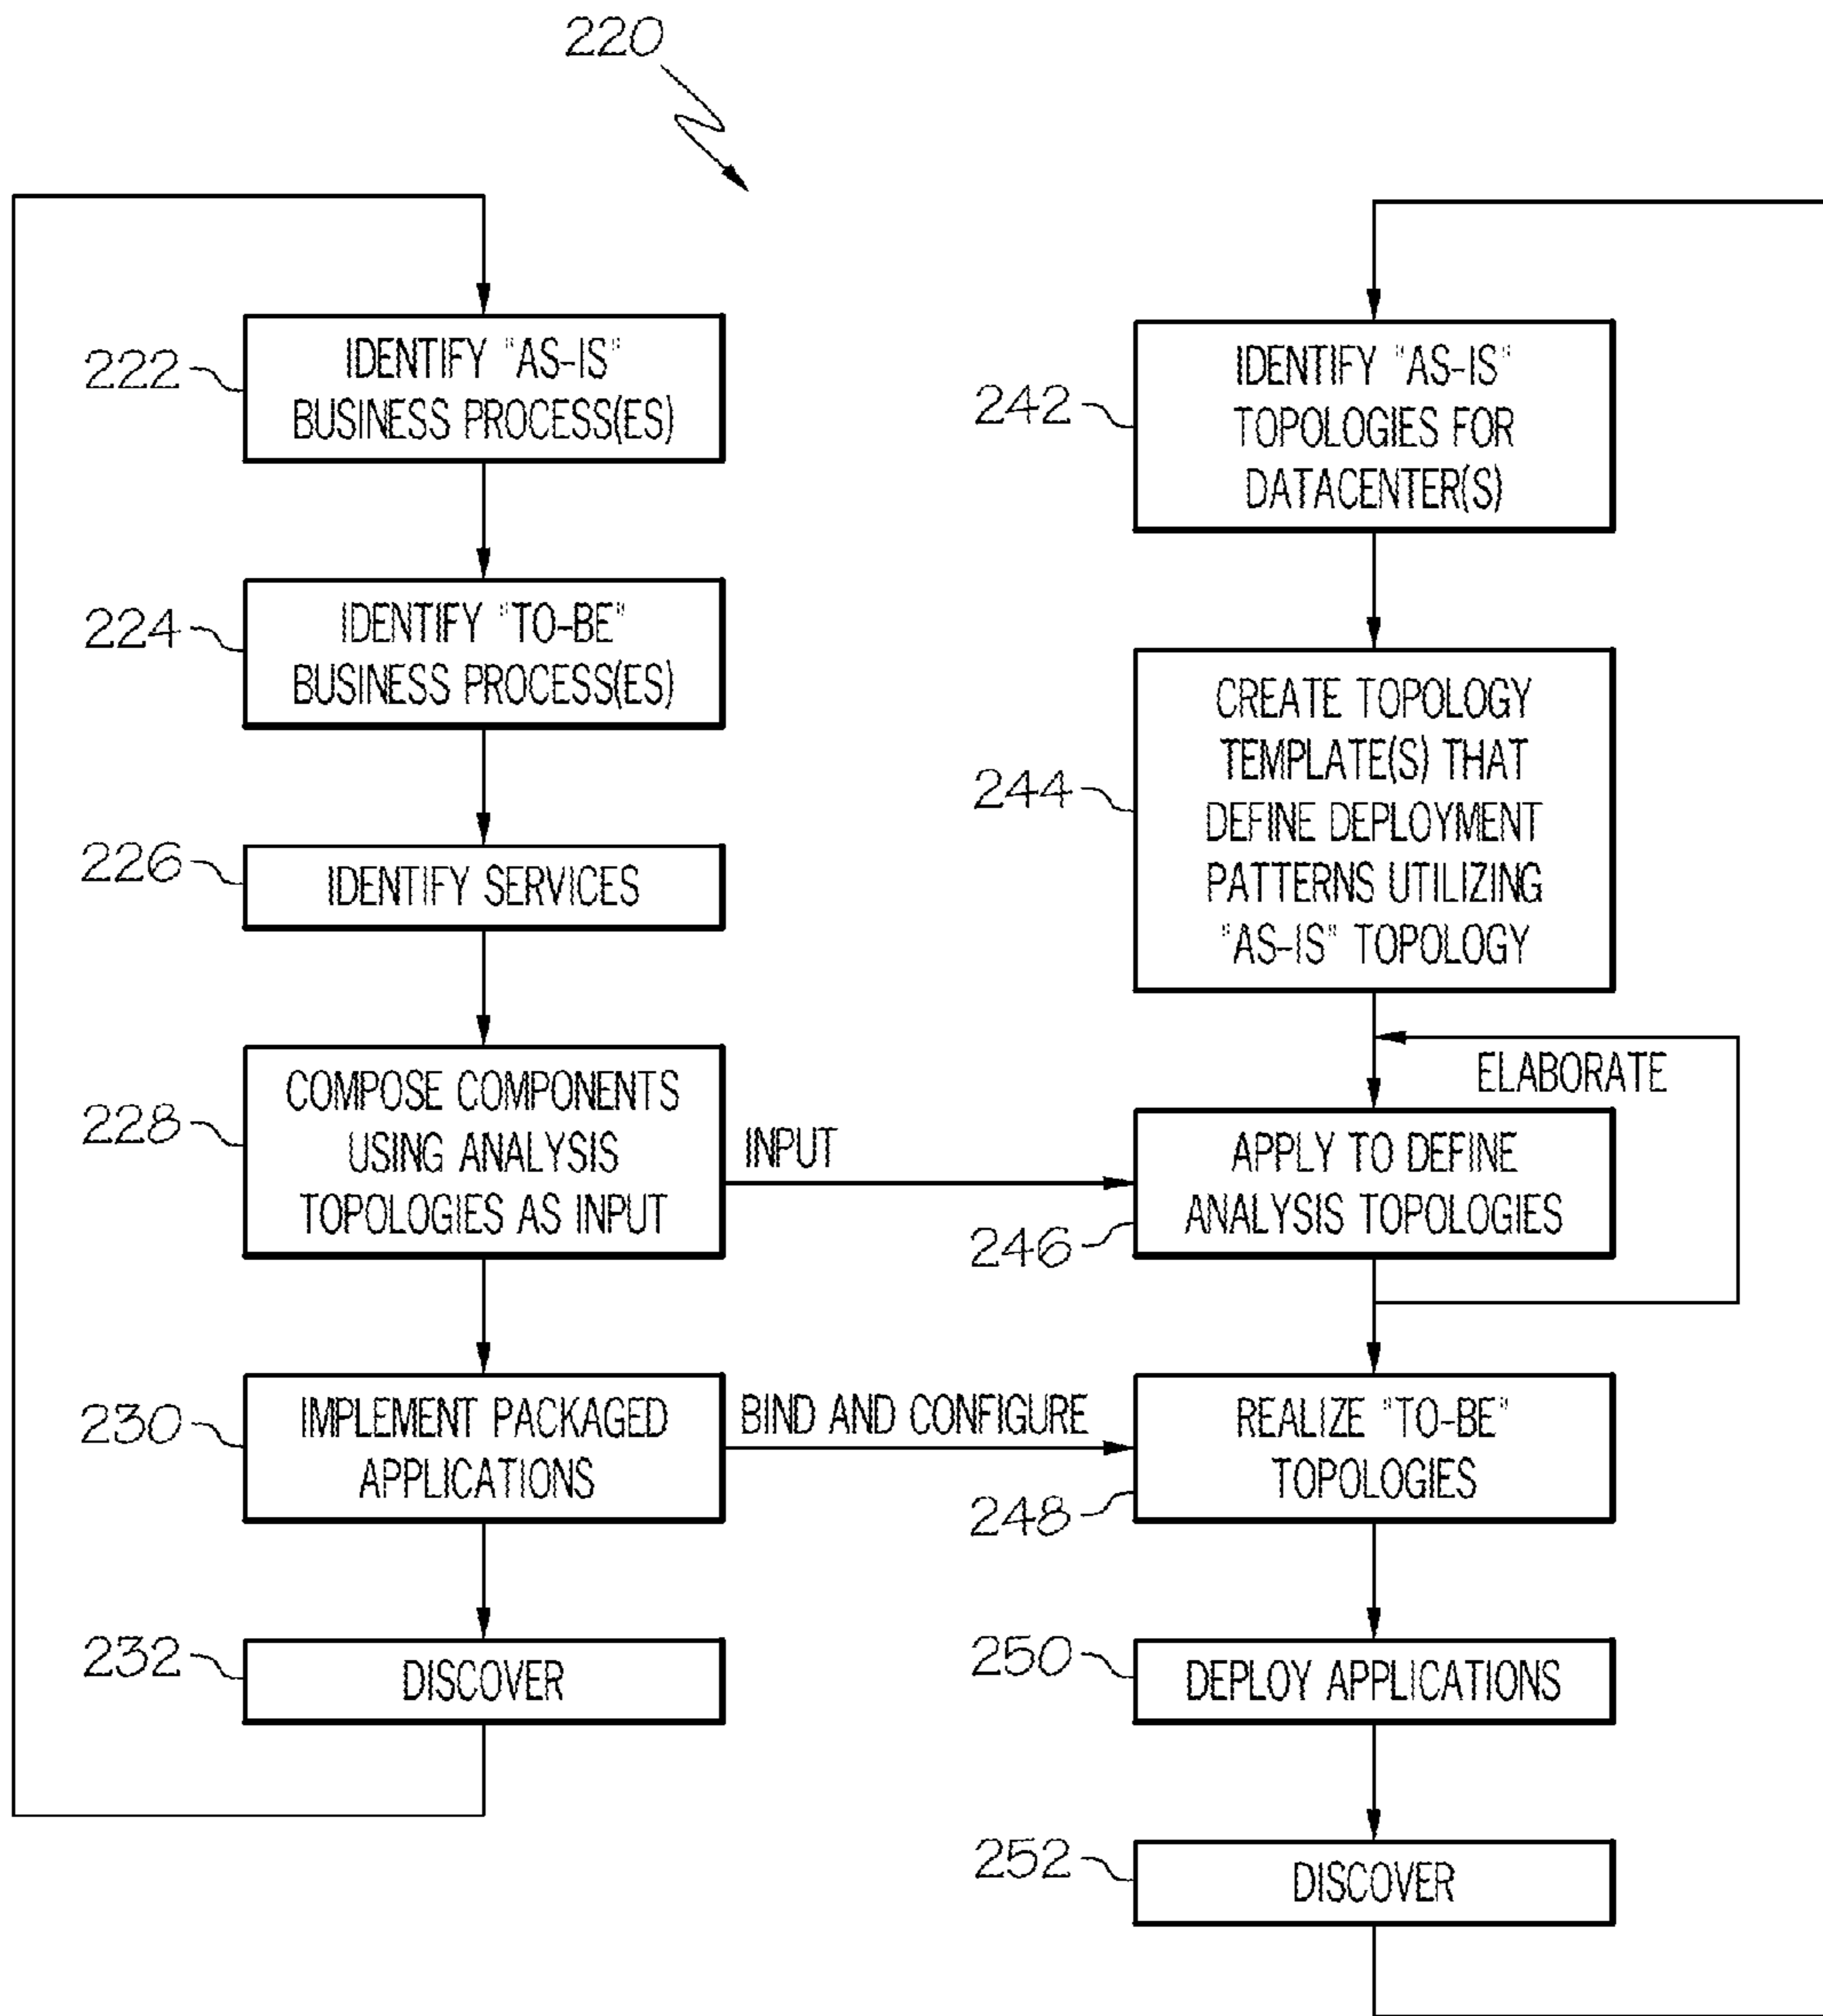 220
222
IDENTIFY "AS-IS"
BUSINESS PROCESS(ES)
224
IDENTIFY "TO-BE"
BUSINESS PROCESS(ES)
226
IDENTIFY SERVICES
228
COMPOSE COMPONENTS
USING ANALYSIS
TOPOLOGIES AS INPUT
INPUT
230
IMPLEMENT PACKAGED
APPLICATIONS
BIND AND CONFIGURE
232
DISCOVER
242
IDENTIFY "AS-IS"
TOPOLOGIES FOR
DATACENTER(S)
244
CREATE TOPOLOGY
TEMPLATE(S) THAT
DEFINE DEPLOYMENT
PATTERNS UTILIZING
"AS-IS" TOPOLOGY
ELABORATE
246
APPLY TO DEFINE
ANALYSIS TOPOLOGIES
248
REALIZE "TO-BE"
TOPOLOGIES
250
DEPLOY APPLICATIONS
252
DISCOVER